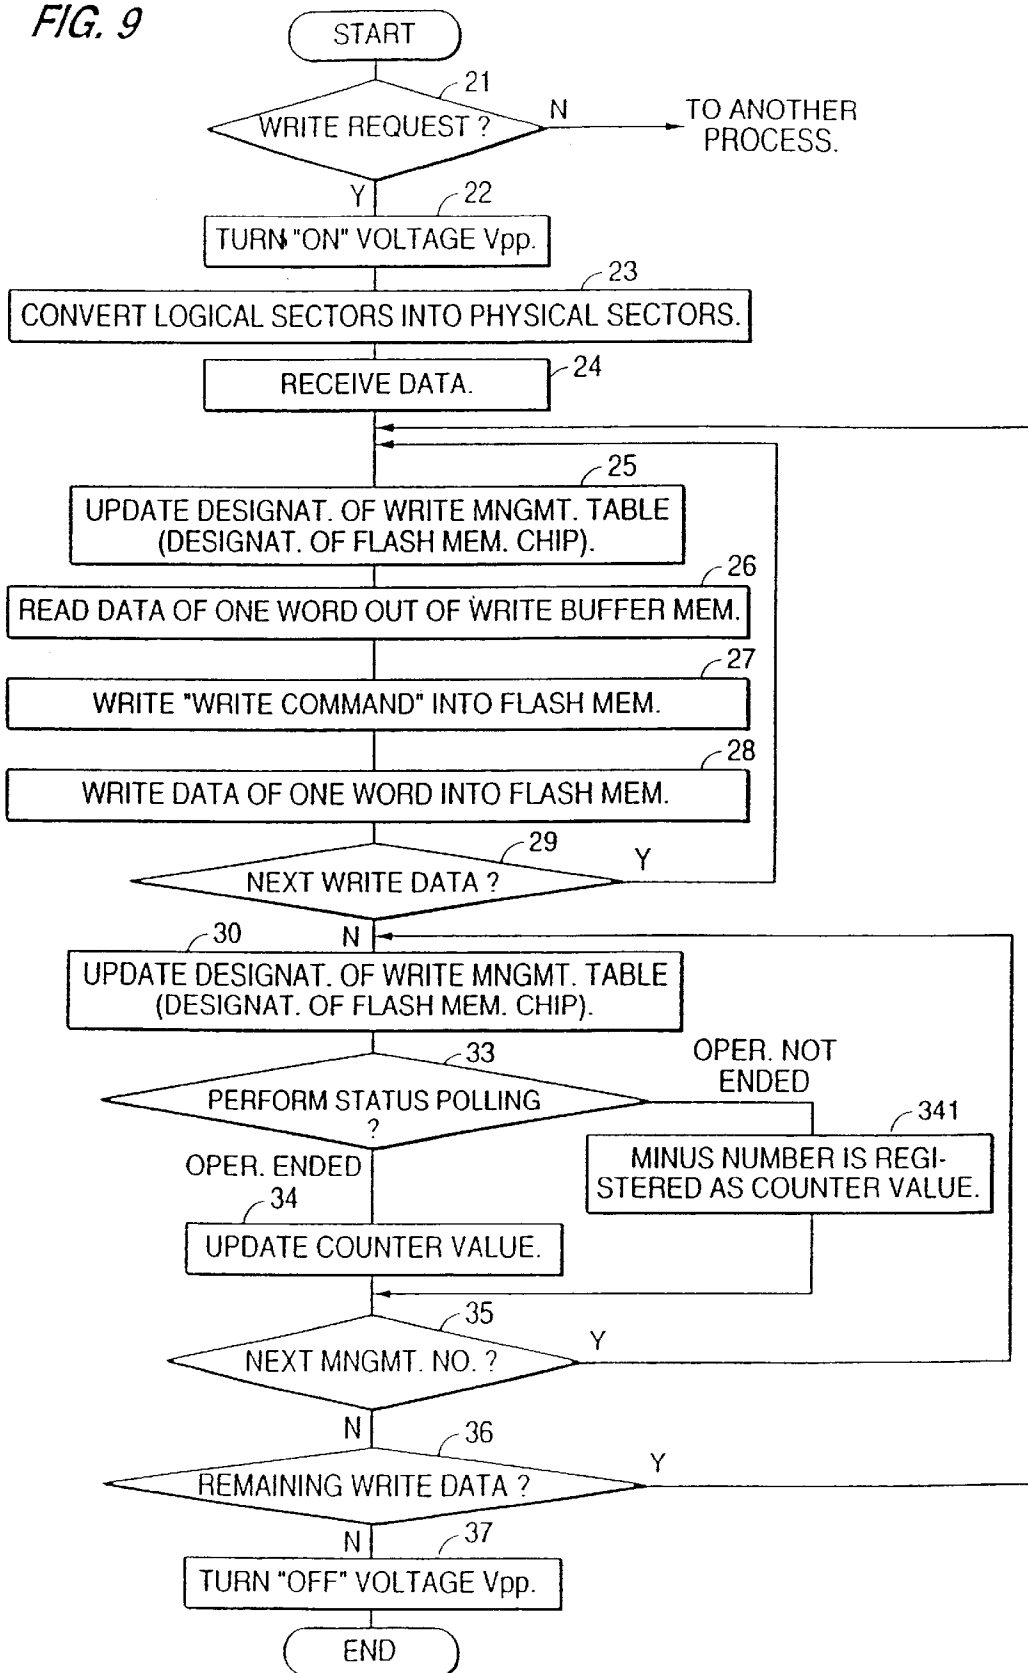 FIG. 9
START
21
WRITE REQUEST ?
N
TO ANOTHER
PROCESS.
Y
22
TURN "ON" VOLTAGE Vpp.
23
CONVERT LOGICAL SECTORS INTO PHYSICAL SECTORS.
24
RECEIVE DATA.
25
UPDATE DESIGNAT. OF WRITE MNGMT. TABLE
(DESIGNAT. OF FLASH MEM. CHIP).
26
READ DATA OF ONE WORD OUT OF WRITE BUFFER MEM.
27
WRITE "WRITE COMMAND" INTO FLASH MEM.
28
WRITE DATA OF ONE WORD INTO FLASH MEM.
29
NEXT WRITE DATA ?
Y
N
30
UPDATE DESIGNAT. OF WRITE MNGMT. TABLE
(DESIGNAT. OF FLASH MEM. CHIP).
33
PERFORM STATUS POLLING
?
OPER. NOT
ENDED
341
MINUS NUMBER IS REGI-
STERED AS COUNTER VALUE.
OPER. ENDED
34
UPDATE COUNTER VALUE.
35
NEXT MNGMT. NO. ?
Y
N
36
REMAINING WRITE DATA ?
Y
N
37
TURN "OFF" VOLTAGE Vpp.
END